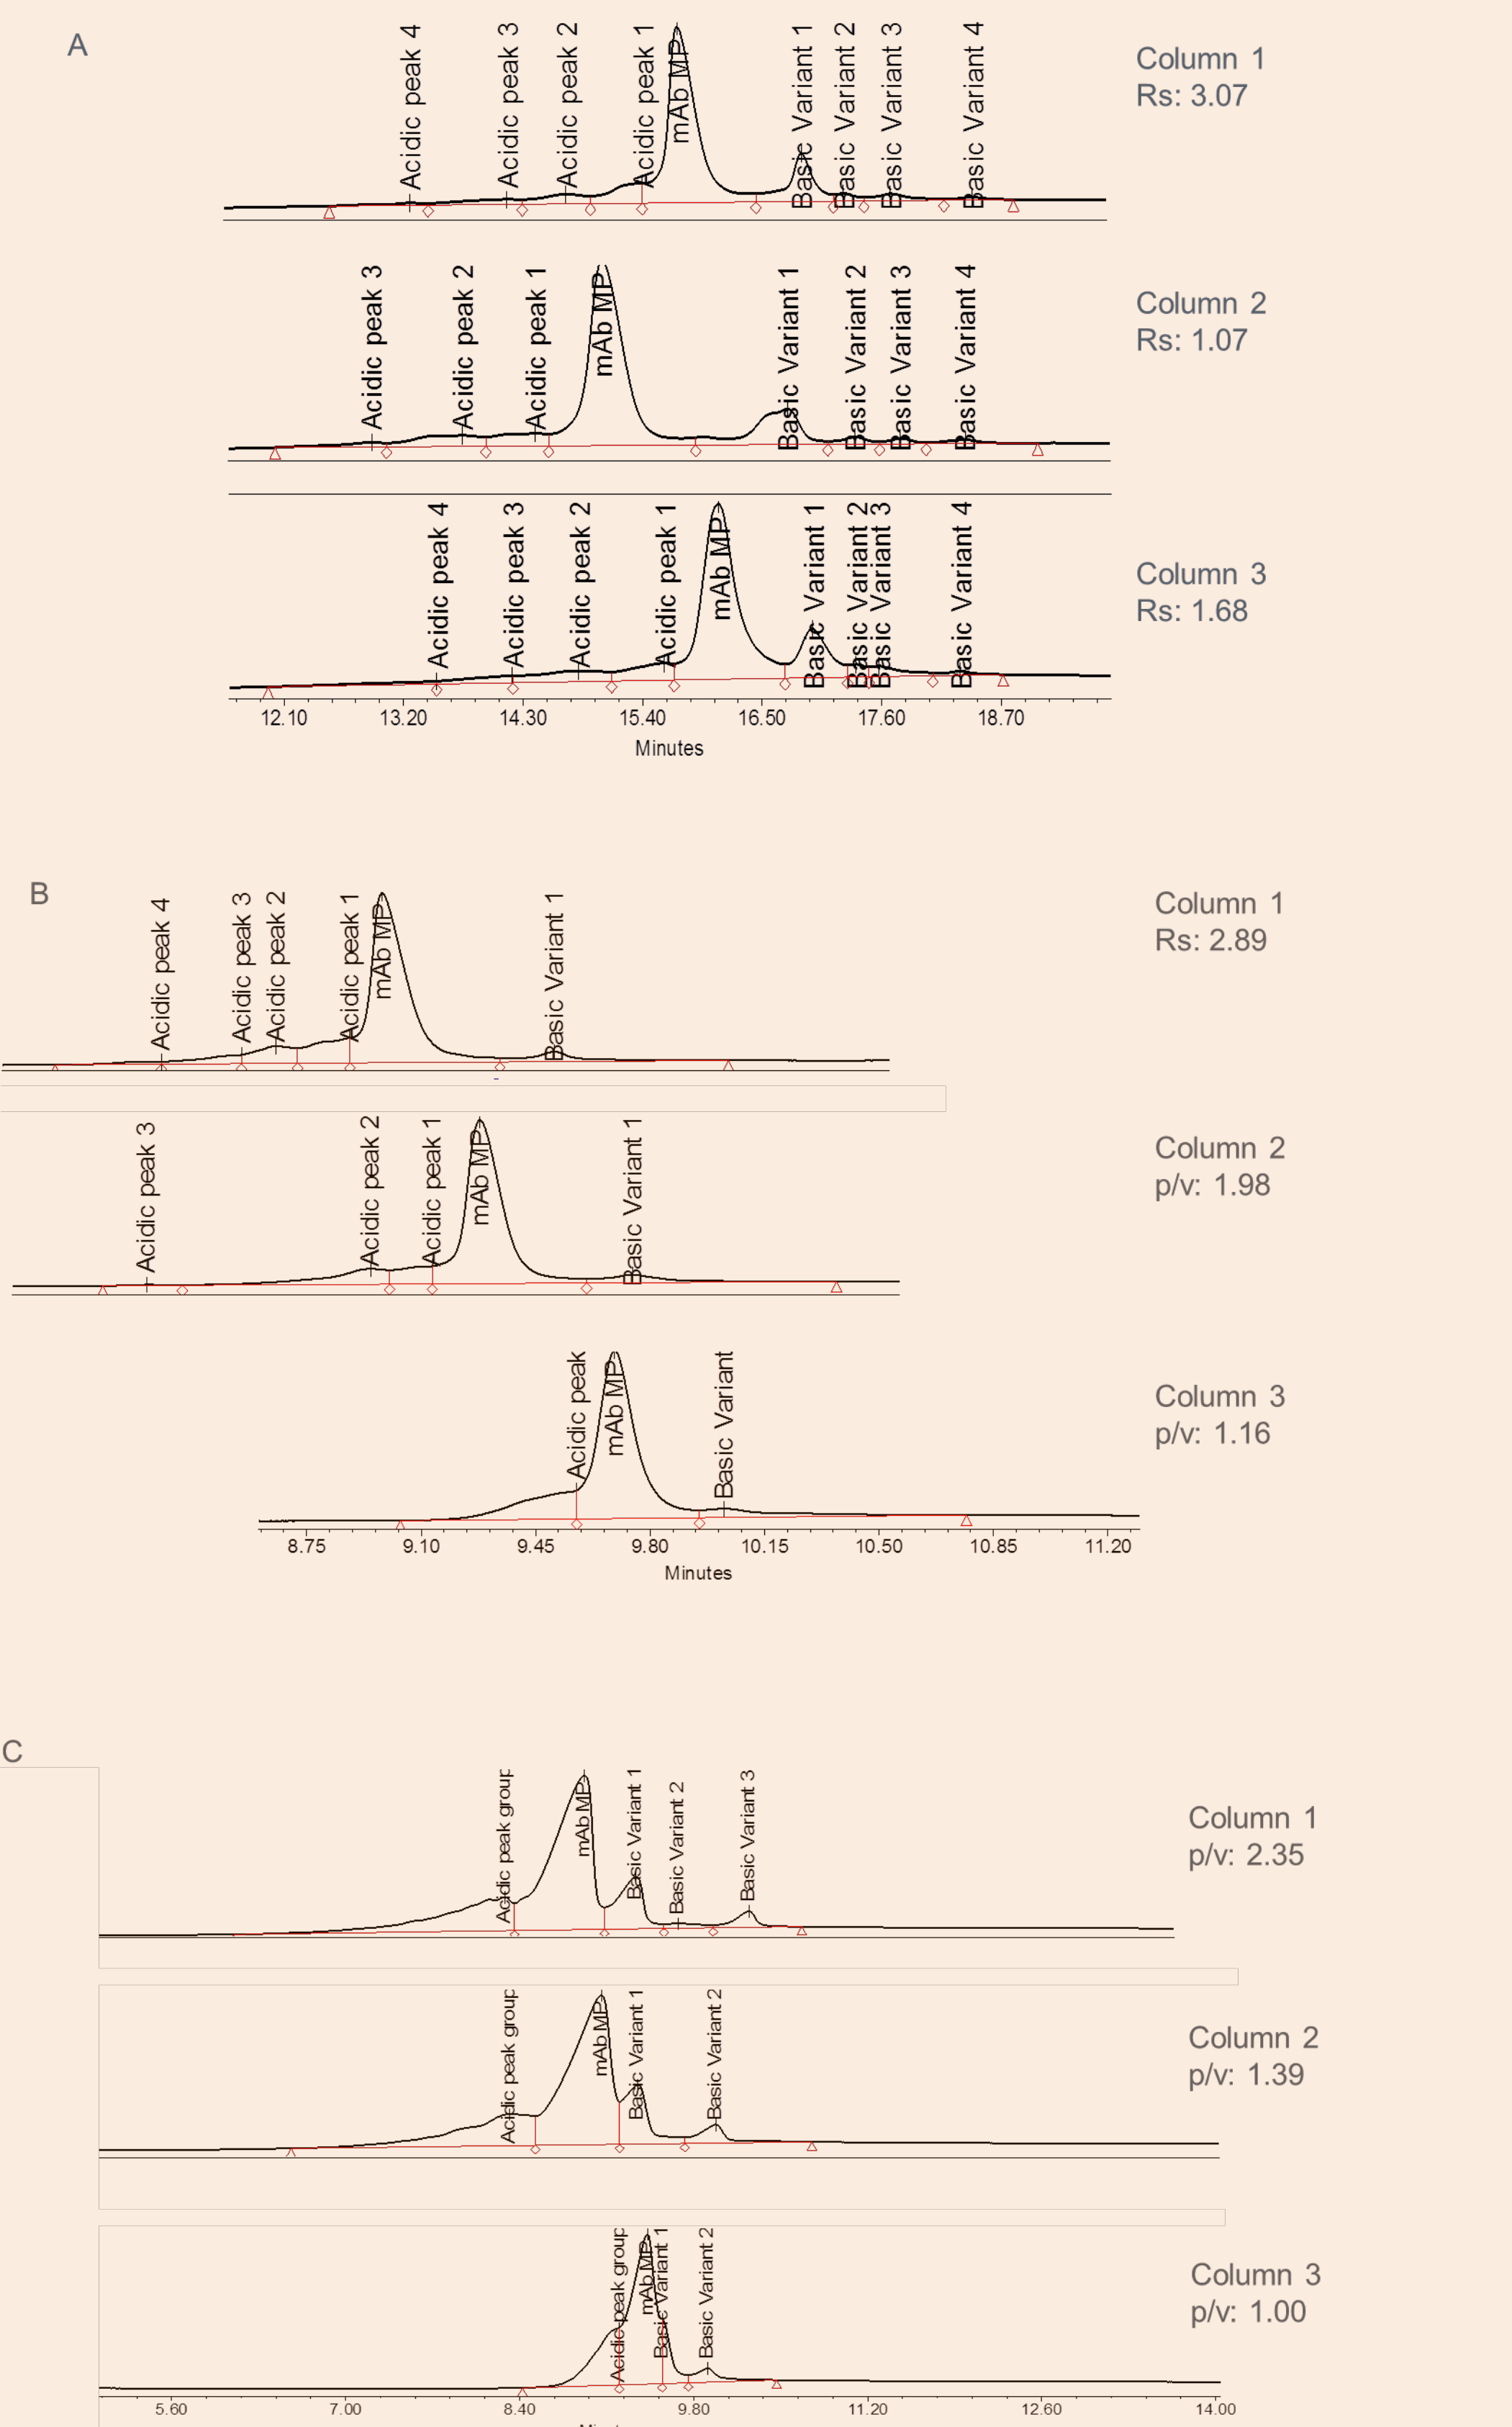 A
Acidic peak 4
Acidic peak 3
Acidic peak 2
Acidic peak 1
mAb MP
Basic Variant 1
Basic Variant 2
Basic Variant 3
Basic Variant 4
Column 1
Rs: 3.07
Acidic peak 3
Acidic peak 2
Acidic peak 1
mAb MP
Basic Variant 1
Basic Variant 2
Basic Variant 3
Basic Variant 4
Column 2
Rs: 1.07
Acidic peak 4
Acidic peak 3
Acidic peak 2
Acidic peak 1
mAb MP
Basic Variant 1
Basic Variant 2
Basic Variant 3
Basic Variant 4
Column 3
Rs: 1.68
12.10 13.20 14.30 15.40 16.50 17.60 18.70
Minutes
B
Acidic peak 4
Acidic peak 3
Acidic peak 2
Acidic peak 1
mAb MP
Basic Variant 1
Column 1
Rs: 2.89
Acidic peak 3
Acidic peak 2
Acidic peak 1
mAb MP
Basic Variant 1
Column 2
p/v: 1.98
Acidic peak
mAb MP
Basic Variant
Column 3
p/v: 1.16
8.75 9.10 9.45 9.80 10.15 10.50 10.85 11.20
Minutes
C
Acidic peak group
mAb MP
Basic Variant 1
Basic Variant 2
Basic Variant 3
Column 1
p/v: 2.35
Acidic peak group
mAb MP
Basic Variant 1
Basic Variant 2
Column 2
p/v: 1.39
Acidic peak group
mAb MP
Basic Variant 1
Basic Variant 2
Column 3
p/v: 1.00
5.60 7.00 8.40 9.80 11.20 12.60 14.00